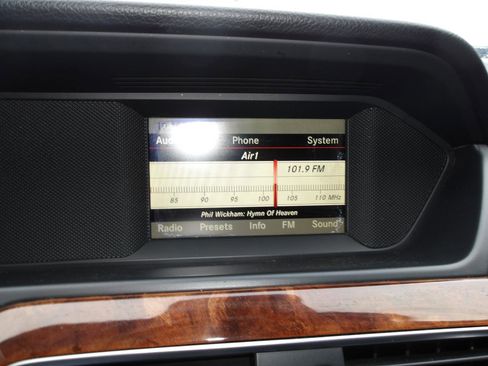 Audio Phone System
Air1
101.9 FM
85 90 95 100 105 110 MHz
Phil Wickham: Hymn Of Heaven
Radio Presets Info FM Sound